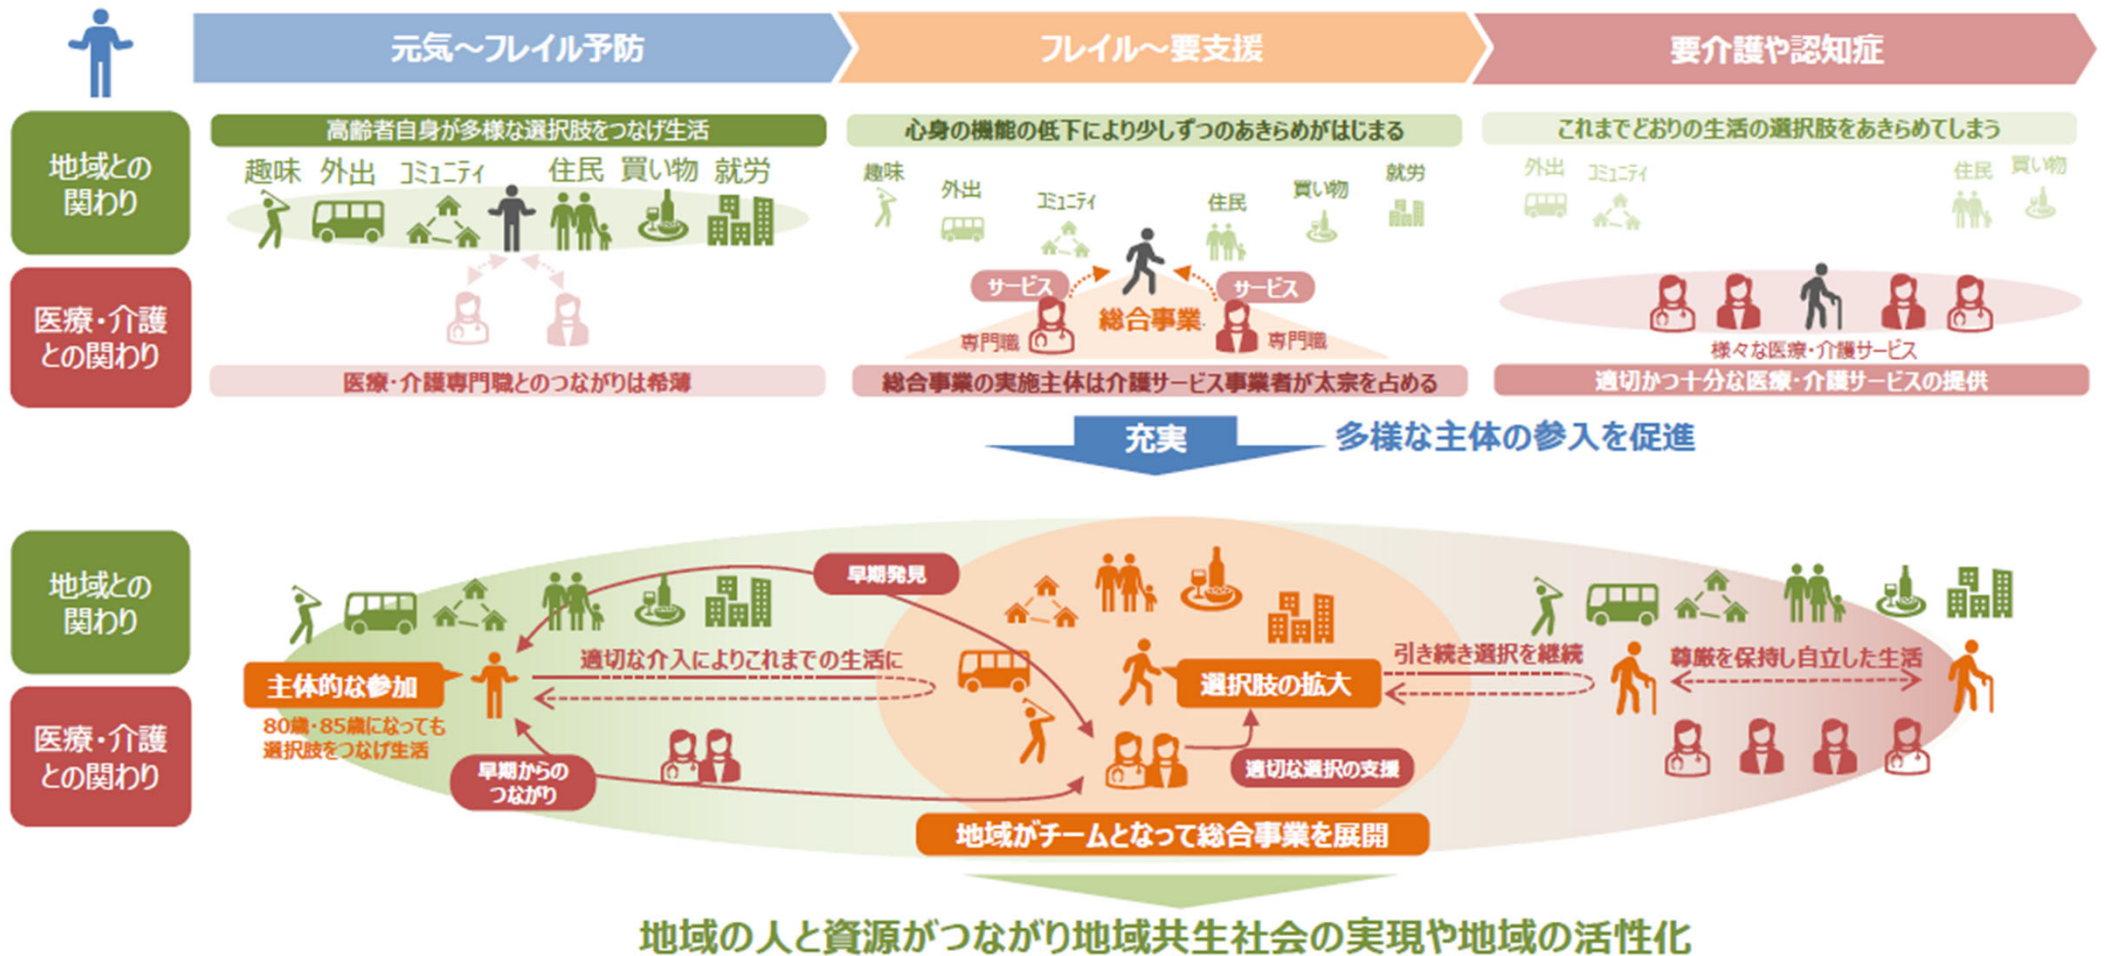 元気～フレイル予防
フレイル～要支援
要介護や認知症
地域との
関わり
高齢者自身が多様な選択肢をつなげ生活
趣味
外出
コミュニティ
住民
買い物
就労
心身の機能の低下により少しずつのあきらめがはじまる
趣味
外出
コミュニティ
住民
買い物
就労
これまでどおりの生活の選択肢をあきらめてしまう
外出
コミュニティ
住民
買い物
医療・介護
との関わり
医療・介護専門職とのつながりは希薄
サービス
サービス
総合事業
専門職
専門職
総合事業の実施主体は介護サービス事業者が太宗を占める
様々な医療・介護サービス
適切かつ十分な医療・介護サービスの提供
充実
多様な主体の参入を促進
地域との
関わり
医療・介護
との関わり
早期発見
主体的な参加
80歳・85歳になっても
選択肢をつなげ生活
適切な介入によりこれまでの生活に
早期からの
つながり
選択肢の拡大
適切な選択の支援
引き続き選択を継続
尊厳を保持し自立した生活
地域がチームとなって総合事業を展開
地域の人と資源がつながり地域共生社会の実現や地域の活性化